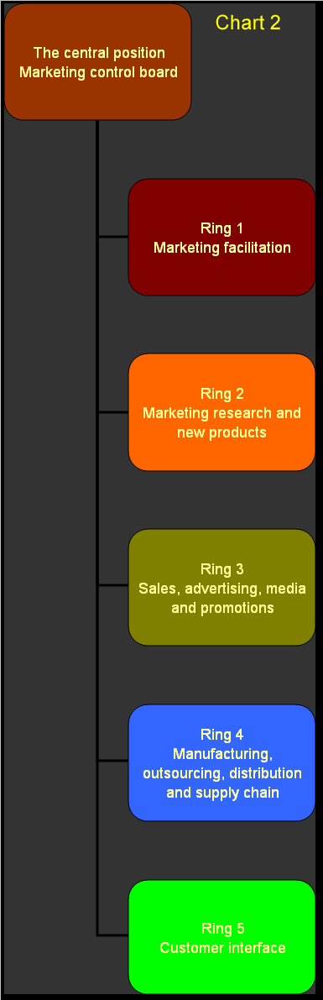 Chart 2
The central position
Marketing control board
Ring 1
Marketing facilitation
Ring 2
Marketing research and
new products
Ring 3
Sales, advertising, media
and promotions
Ring 4
Manufacturing,
outsourcing, distribution
and supply chain
Ring 5
Customer interface